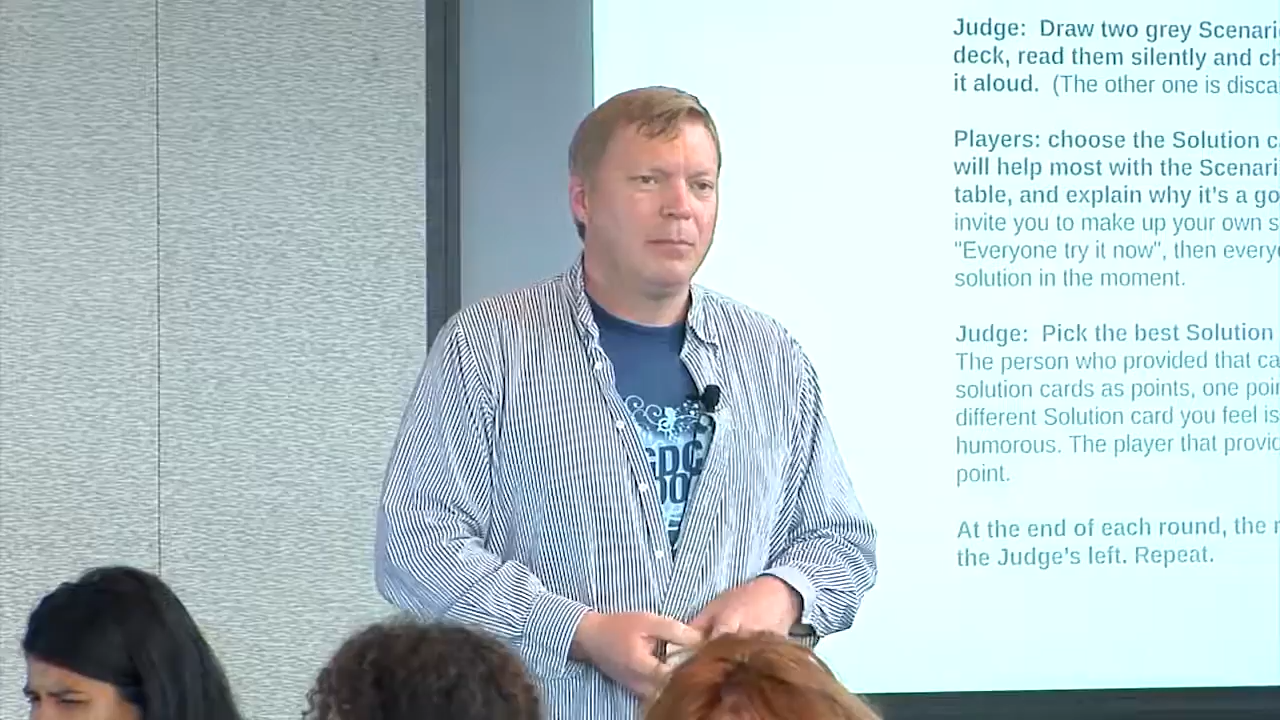 Judge: Draw two grey Scenari
deck, read them silently and ch
it aloud. (The other one is disca
Players: choose the Solution c
will help most with the Scenari
table, and explain why it's a go
invite you to make up your own s
"Everyone try it now", then every
solution in the moment.
Judge: Pick the best Solution
The person who provided that ca
solution cards as points, one poin
different Solution card you feel is
humorous. The player that provid
point.
At the end of each round, the r
the Judge's left. Repeat.
GDC